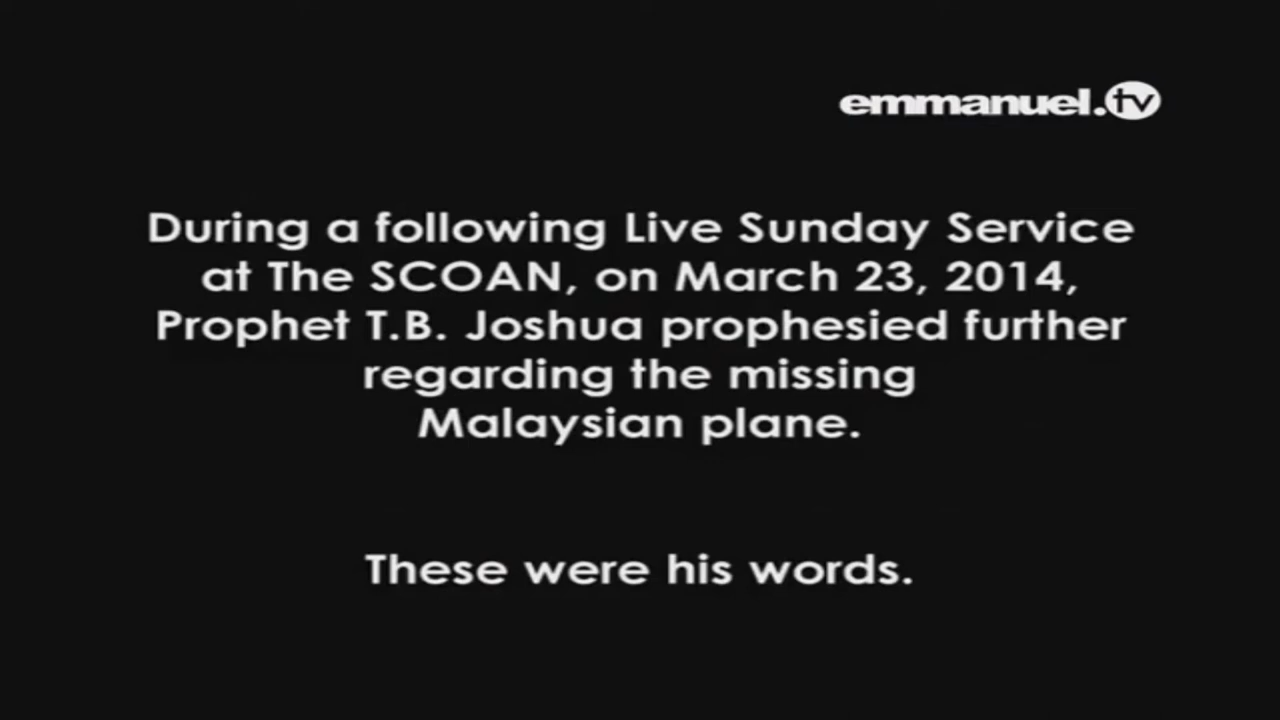 emmanuel.tv
During a following Live Sunday Service
at The SCOAN, on March 23, 2014,
Prophet T.B. Joshua prophesied further
regarding the missing
Malaysian plane.
These were his words.